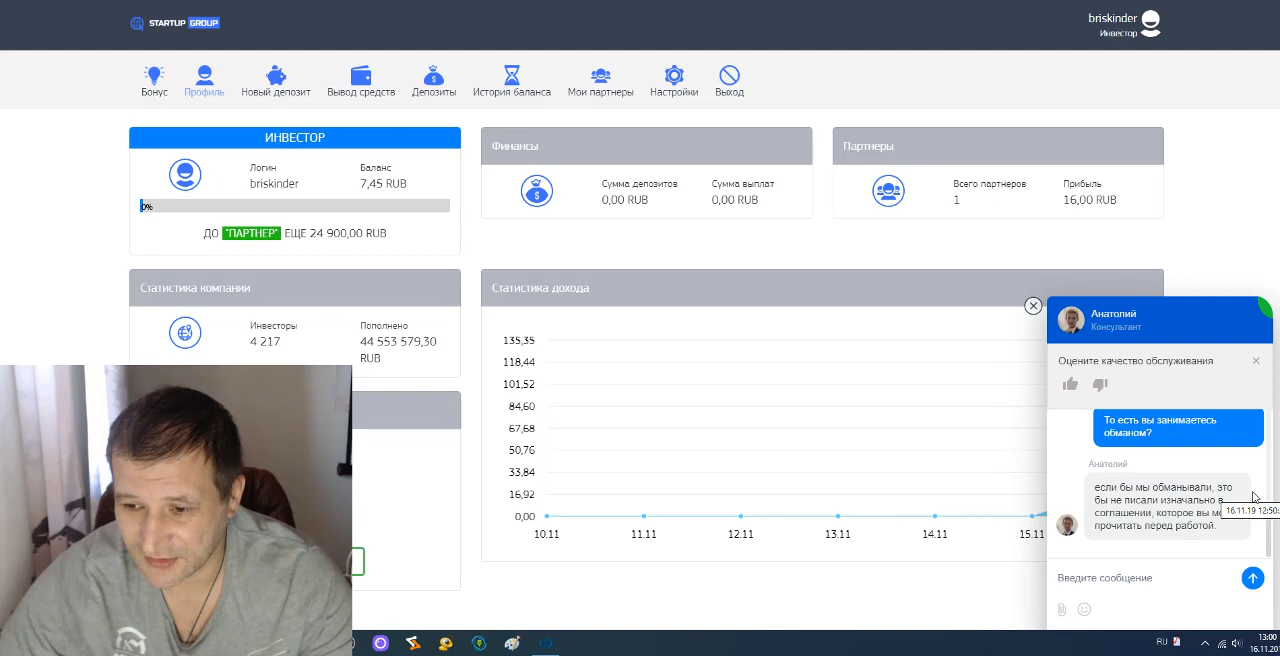 STARTUP GROUP
briskinder
Инвестор
Бонус
Профиль
Новый депозит
Вывод средств
Депозиты
История баланса
Мои партнеры
Настройки
Выход
ИНВЕСТОР
Логин
briskinder
Баланс
7,45 RUB
0%
ДО "ПАРТНЕР" ЕЩЕ 24 900,00 RUB
Финансы
Сумма депозитов
0,00 RUB
Сумма выплат
0,00 RUB
Партнеры
Всего партнеров
1
Прибыль
16,00 RUB
Статистика компании
Инвесторы
4 217
Пополнено
44 553 579,30
RUB
Статистика дохода
135,35
118,44
101,52
84,60
67,68
50,76
33,84
16,92
0,00
10.11
11.11
12.11
13.11
14.11
15.11
Анатолий
Консультант
Оцените качество обслуживания
То есть вы занимаетесь
обманом?
Анатолий
если бы мы обманывали, это
бы не писали изначально в
соглашении, которое вы
прочитать перед работой.
16.11.19 12:50:
Введите сообщение
RU
13:00
16.11.20